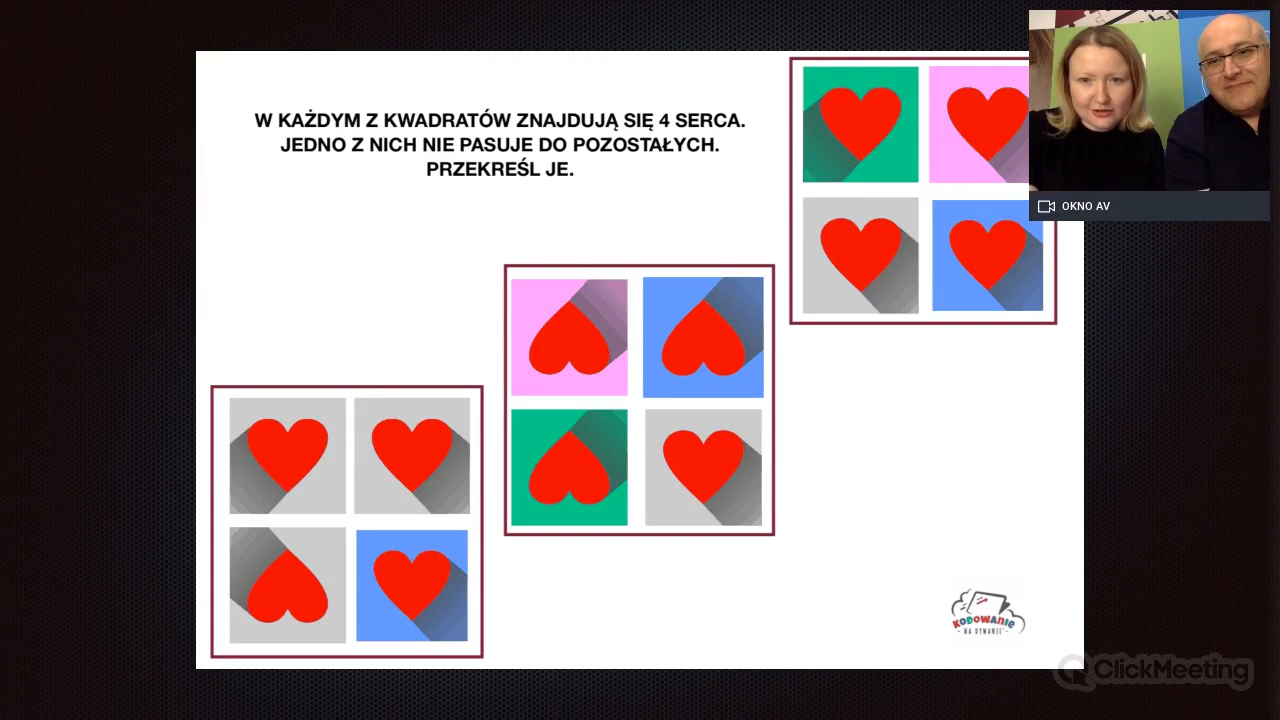 W KAŻDYM Z KWADRATÓW ZNAJDUJĄ SIĘ 4 SERCA.
JEDNO Z NICH NIE PASUJE DO POZOSTAŁYCH.
PRZEKREŚL JE.
OKNO AV
KODOWANIE
NA DYWANIE
ClickMeeting